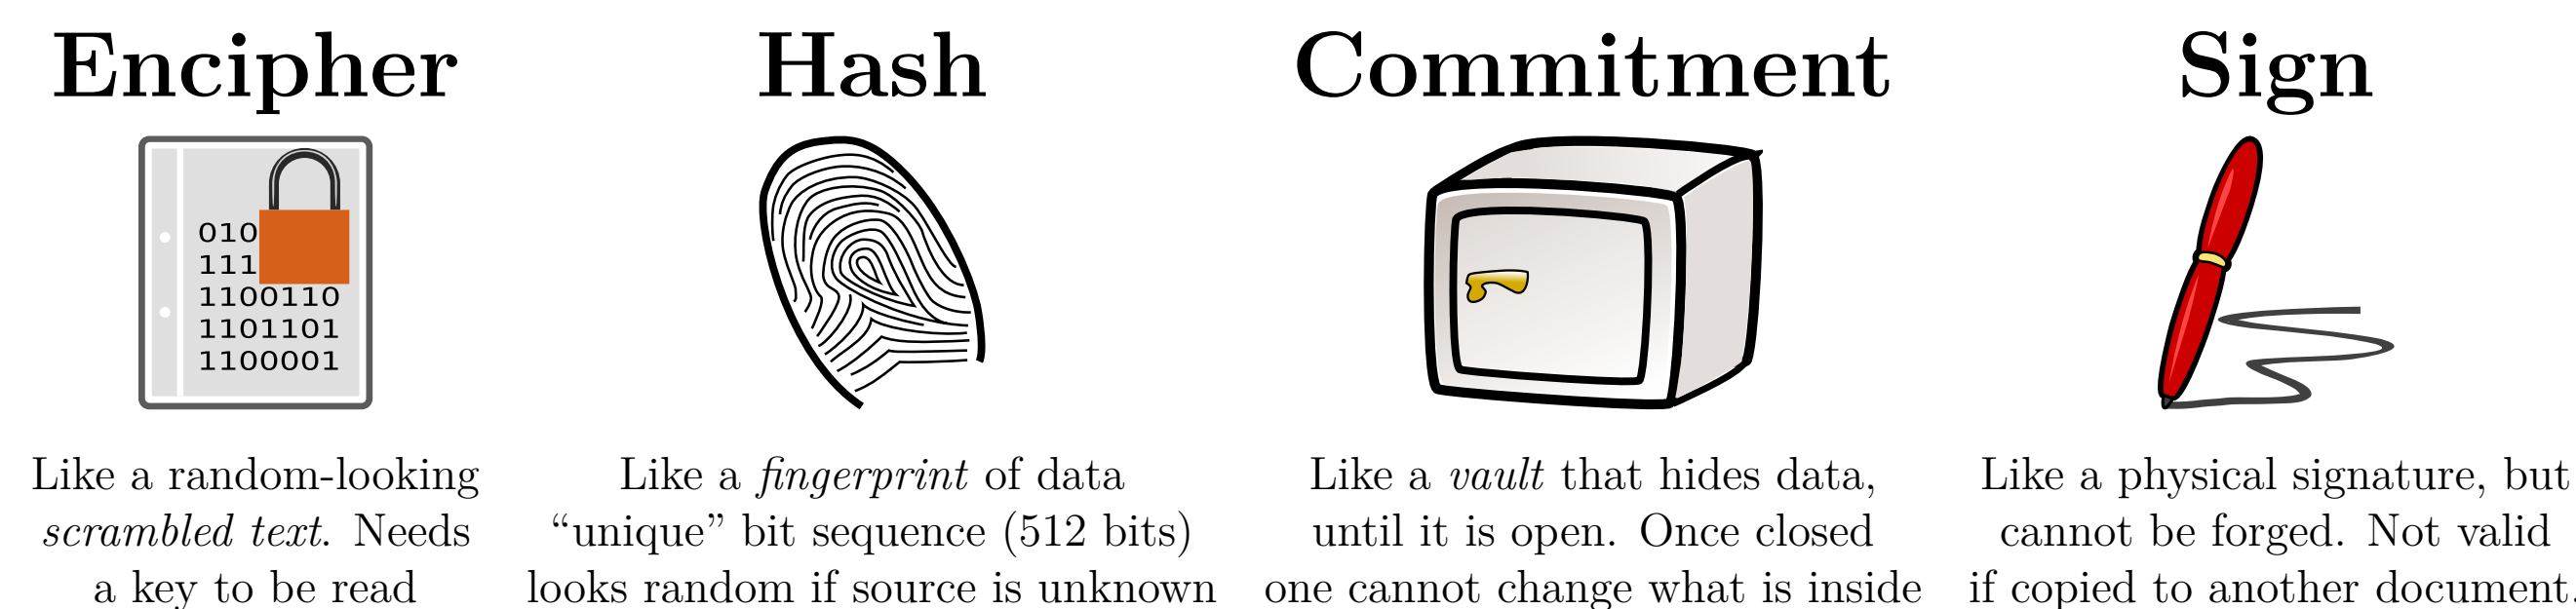 Encipher
010
111
1100110
1101101
1100001
Like a random-looking
scrambled text. Needs
a key to be read
Hash
Like a fingerprint of data
“unique” bit sequence (512 bits)
looks random if source is unknown
Commitment
Like a vault that hides data,
until it is open. Once closed
one cannot change what is inside
Sign
Like a physical signature, but
cannot be forged. Not valid
if copied to another document.